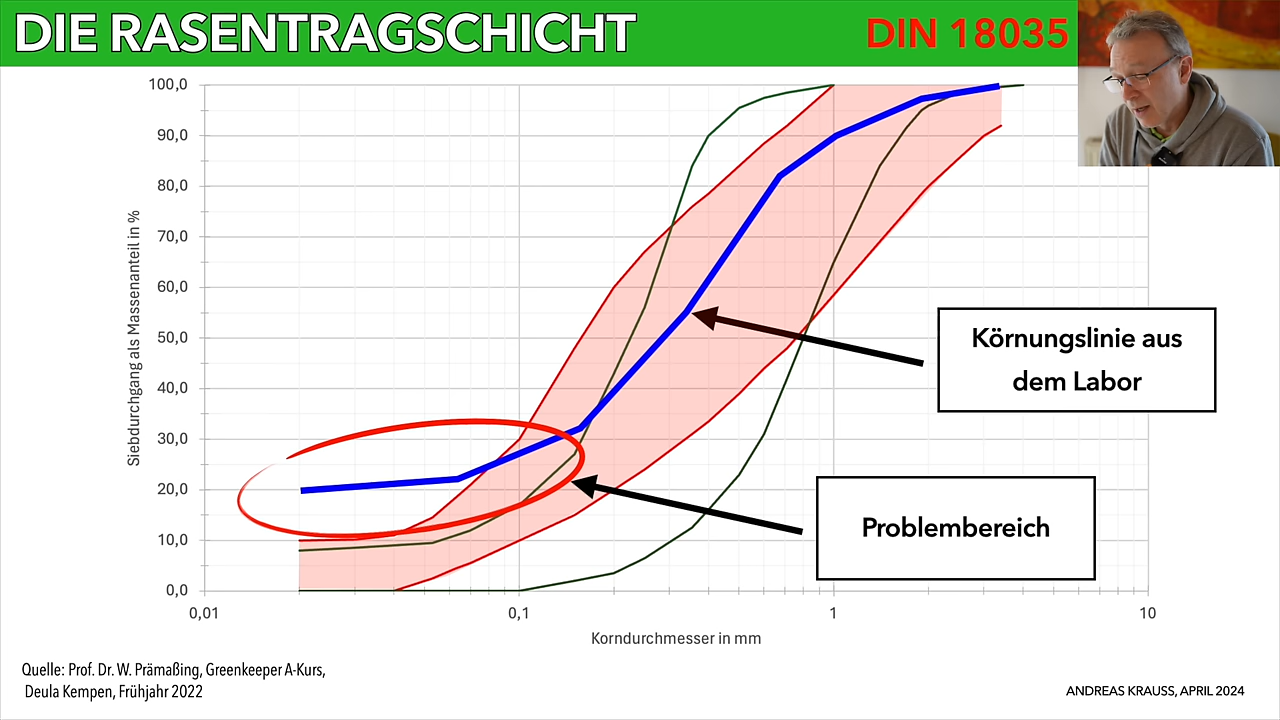 DIE RASENTRAGSCHICHT
DIN 18035
Siebdurchgang als Massenanteil in %
100,0
90,0
80,0
70,0
60,0
50,0
40,0
30,0
20,0
10,0
0,0
0,01
0,1
1
10
Korndurchmesser in mm
Körnungslinie aus
dem Labor
Problembereich
Quelle: Prof. Dr. W. Prämaßing, Greenkeeper A-Kurs,
Deula Kempen, Frühjahr 2022
ANDREAS KRAUSS, APRIL 2024